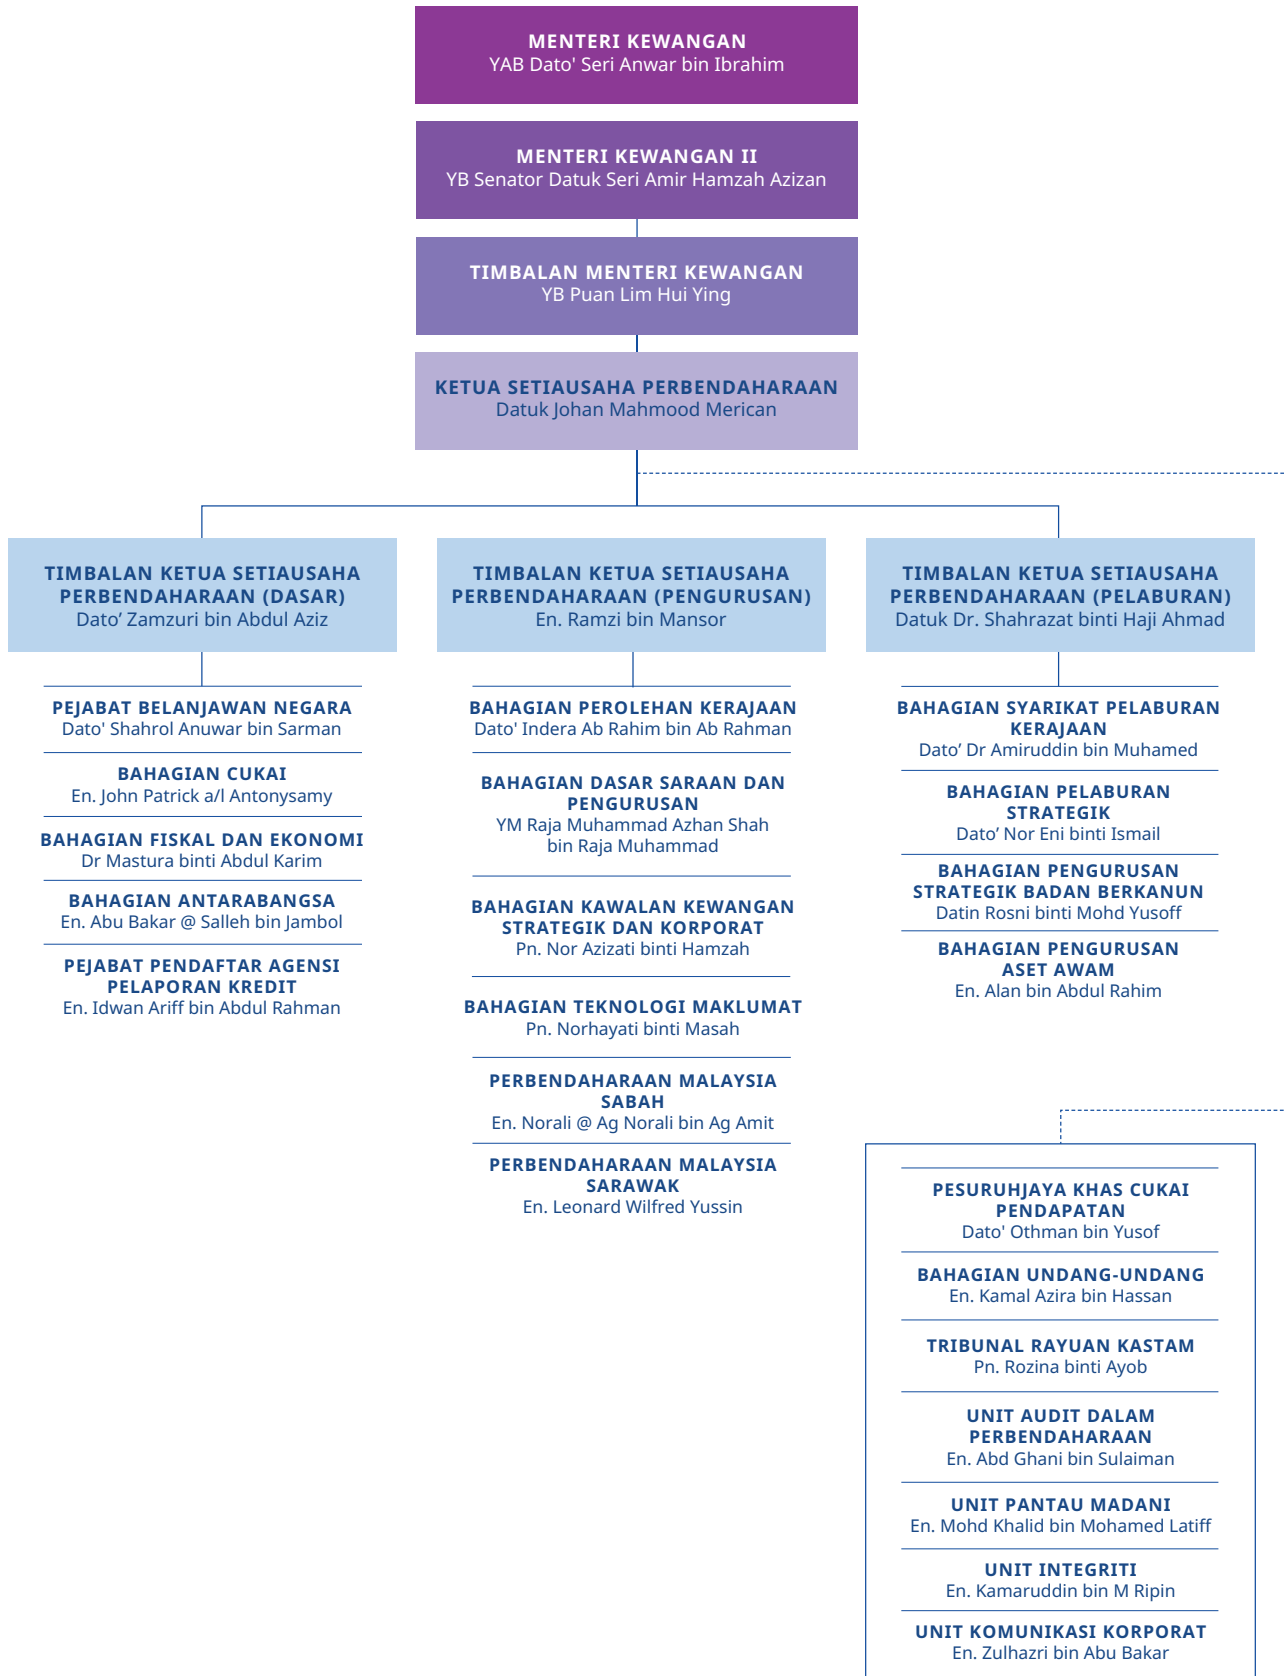 MENTERI KEWANGAN
YAB Dato' Seri Anwar bin Ibrahim
MENTERI KEWANGAN II
YB Senator Datuk Seri Amir Hamzah Azizan
TIMBALAN MENTERI KEWANGAN
YB Puan Lim Hui Ying
KETUA SETIAUSAHA PERBENDAHARAAN
Datuk Johan Mahmood Merican
TIMBALAN KETUA SETIAUSAHA
PERBENDAHARAAN (DASAR)
Dato’ Zamzuri bin Abdul Aziz
PEJABAT BELANJAWAN NEGARA
Dato' Shahrol Anuwar bin Sarman
BAHAGIAN CUKAI
En. John Patrick a/l Antonysamy
BAHAGIAN FISKAL DAN EKONOMI
Dr Mastura binti Abdul Karim
BAHAGIAN ANTARABANGSA
En. Abu Bakar @ Salleh bin Jambol
PEJABAT PENDAFTAR AGENSI
PELAPORAN KREDIT
En. Idwan Ariff bin Abdul Rahman
TIMBALAN KETUA SETIAUSAHA
PERBENDAHARAAN (PENGURUSAN)
En. Ramzi bin Mansor
BAHAGIAN PEROLEHAN KERAJAAN
Dato' Indera Ab Rahim bin Ab Rahman
BAHAGIAN DASAR SARAAN DAN
PENGURUSAN
YM Raja Muhammad Azhan Shah
bin Raja Muhammad
BAHAGIAN KAWALAN KEWANGAN
STRATEGIK DAN KORPORAT
Pn. Nor Azizati binti Hamzah
BAHAGIAN TEKNOLOGI MAKLUMAT
Pn. Norhayati binti Masah
PERBENDAHARAAN MALAYSIA
SABAH
En. Norali @ Ag Norali bin Ag Amit
PERBENDAHARAAN MALAYSIA
SARAWAK
En. Leonard Wilfred Yussin
TIMBALAN KETUA SETIAUSAHA
PERBENDAHARAAN (PELABURAN)
Datuk Dr. Shahrazat binti Haji Ahmad
BAHAGIAN SYARIKAT PELABURAN
KERAJAAN
Dato’ Dr Amiruddin bin Muhamed
BAHAGIAN PELABURAN
STRATEGIK
Dato’ Nor Eni binti Ismail
BAHAGIAN PENGURUSAN
STRATEGIK BADAN BERKANUN
Datin Rosni binti Mohd Yusoff
BAHAGIAN PENGURUSAN
ASET AWAM
En. Alan bin Abdul Rahim
PESURUHJAYA KHAS CUKAI
PENDAPATAN
Dato' Othman bin Yusof
BAHAGIAN UNDANG-UNDANG
En. Kamal Azira bin Hassan
TRIBUNAL RAYUAN KASTAM
Pn. Rozina binti Ayob
UNIT AUDIT DALAM
PERBENDAHARAAN
En. Abd Ghani bin Sulaiman
UNIT PANTAU MADANI
En. Mohd Khalid bin Mohamed Latiff
UNIT INTEGRITI
En. Kamaruddin bin M Ripin
UNIT KOMUNIKASI KORPORAT
En. Zulhazri bin Abu Bakar